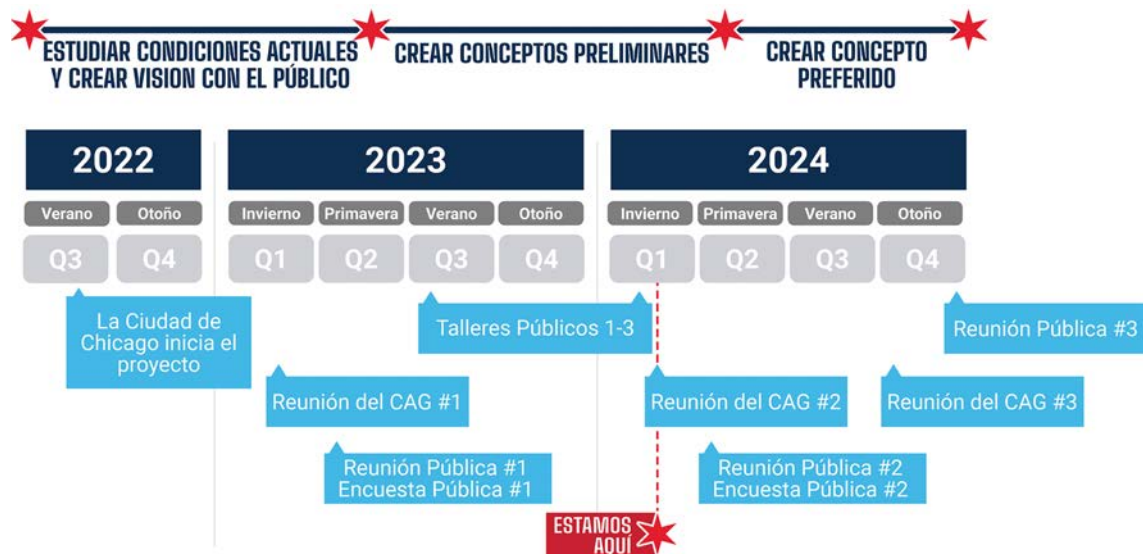 ESTUDIAR CONDICIONES ACTUALES
Y CREAR VISION CON EL PÚBLICO
CREAR CONCEPTOS PRELIMINARES
CREAR CONCEPTO
PREFERIDO
2022
2023
2024
Verano
Otoño
Invierno
Primavera
Verano
Otoño
Invierno
Primavera
Verano
Otoño
Q3
Q4
Q1
Q2
Q3
Q4
Q1
Q2
Q3
Q4
La Ciudad de
Chicago inicia el
proyecto
Talleres Públicos 1-3
Reunión Pública #3
Reunión del CAG #1
Reunión del CAG #2
Reunión del CAG #3
Reunión Pública #1
Encuesta Pública #1
Reunión Pública #2
Encuesta Pública #2
ESTAMOS
AQUÍ